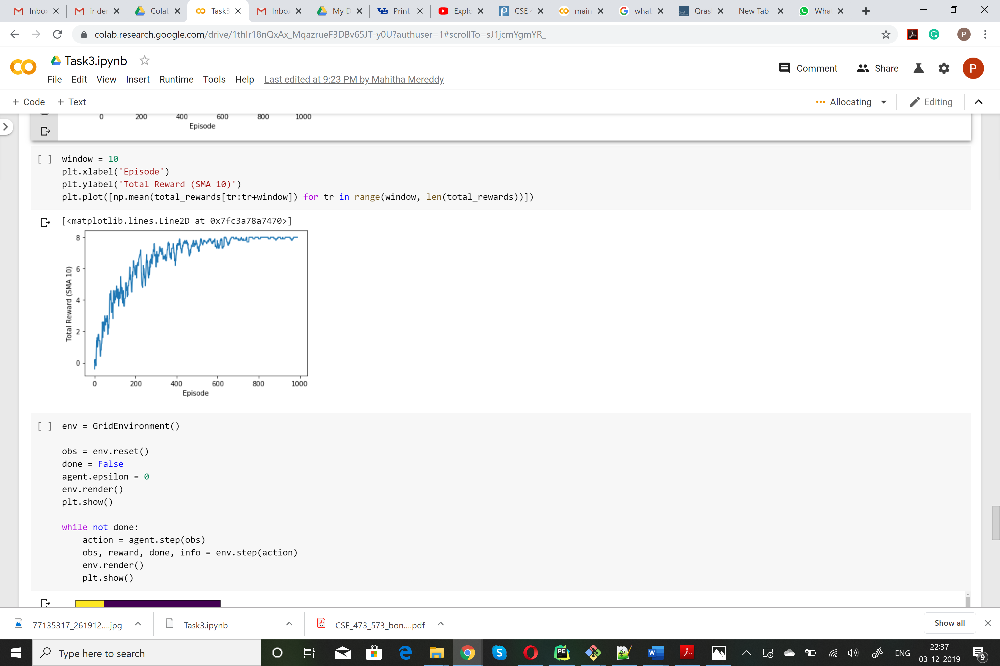 Inbo
ir der
Colab
Task3
Inbo
My D
Print
Explo
CSE 4
main
what
Qras
New Tab
What
colab.research.google.com/drive/1thIr18nQxAx_MqazrueF3DBv65JT-y0U?authuser=1#scrollTo=sJ1jcmYgmYR_
P
Task3.ipynb
Comment
Share
P
File Edit View Insert Runtime Tools Help Last edited at 9:23 PM by Mahitha Mereddy
+ Code + Text
Allocating
Editing
0 200 400 600 800 1000
Episode
[ ] window = 10
plt.xlabel('Episode')
plt.ylabel('Total Reward (SMA 10)')
plt.plot([np.mean(total_rewards[tr:tr+window]) for tr in range(window, len(total_rewards))])
[<matplotlib.lines.Line2D at 0x7fc3a78a7470>]
8
6
4
2
0
Total Reward (SMA 10)
0 200 400 600 800 1000
Episode
[ ] env = GridEnvironment()
obs = env.reset()
done = False
agent.epsilon = 0
env.render()
plt.show()
while not done:
    action = agent.step(obs)
    obs, reward, done, info = env.step(action)
    env.render()
    plt.show()
77135317_261912....jpg
Task3.ipynb
CSE_473_573_bon....pdf
Show all
Type here to search
ENG
22:37
03-12-2019
9